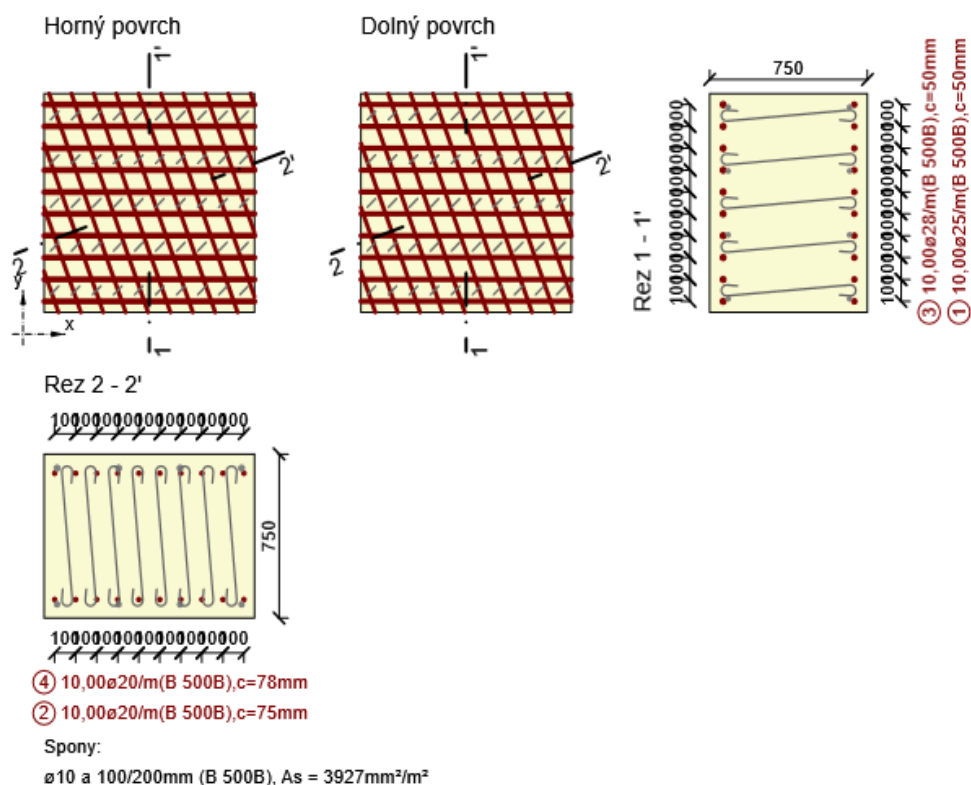 Horný povrch
Dolný povrch
1'
1'
750
2'
2'
2
2
y
x
1
1
Rez 1 - 1'
③ 10,00ø28/m(B 500B),c=50mm
① 10,00ø25/m(B 500B),c=50mm
Rez 2 - 2'
750
④ 10,00ø20/m(B 500B),c=78mm
② 10,00ø20/m(B 500B),c=75mm
Spony:
ø10 a 100/200mm (B 500B), As = 3927mm²/m²